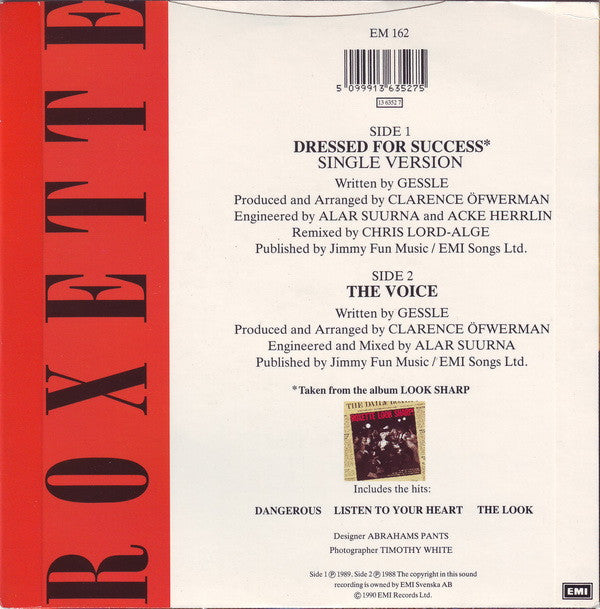 ROXETTE
EM 162
5 099913 635275
13 6352 7
SIDE 1
DRESSED FOR SUCCESS*
SINGLE VERSION
Written by GESSLE
Produced and Arranged by CLARENCE ÖFWERMAN
Engineered by ALAR SUURNA and ACKE HERRLIN
Remixed by CHRIS LORD-ALGE
Published by Jimmy Fun Music / EMI Songs Ltd.
SIDE 2
THE VOICE
Written by GESSLE
Produced and Arranged by CLARENCE ÖFWERMAN
Engineered and Mixed by ALAR SUURNA
Published by Jimmy Fun Music / EMI Songs Ltd.
*Taken from the album LOOK SHARP
ROXETTE LOOK SHARP
Includes the hits:
DANGEROUS LISTEN TO YOUR HEART THE LOOK
Designer ABRAHAMS PANTS
Photographer TIMOTHY WHITE
Side 1 ℗ 1989, Side 2 ℗ 1988 The copyright in this sound
recording is owned by EMI Svenska AB
© 1990 EMI Records Ltd.
EMI